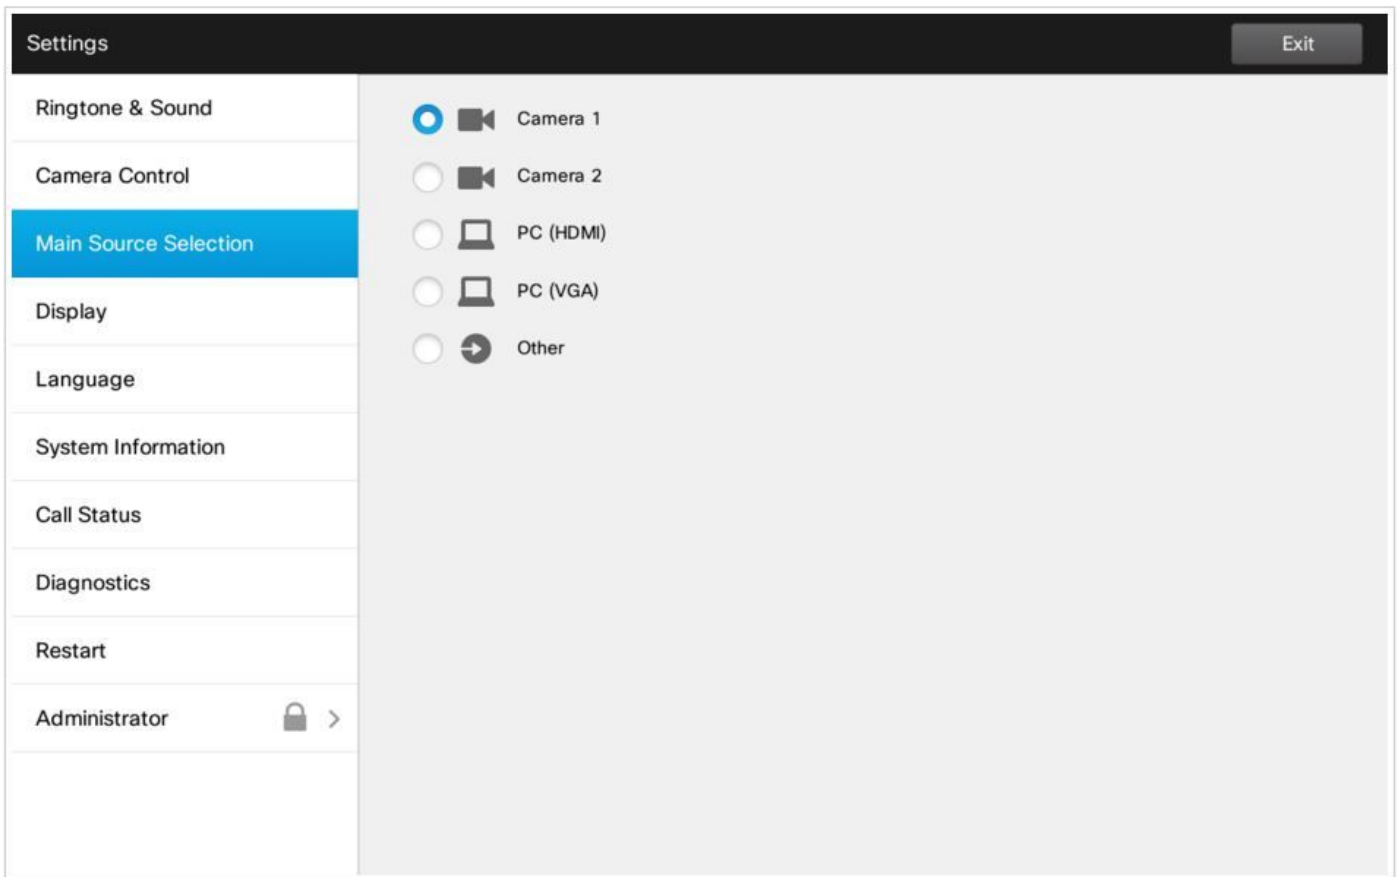 Settings
Exit
Ringtone & Sound
Camera Control
Main Source Selection
Display
Language
System Information
Call Status
Diagnostics
Restart
Administrator
Camera 1
Camera 2
PC (HDMI)
PC (VGA)
Other